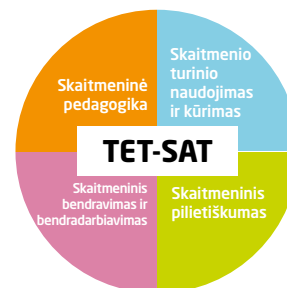 Skaitmeninė
pedagogika
Skaitmenio
turinio
naudojimas
ir kūrimas
TET-SAT
Skaitmeninis
bendravimas ir
bendradarbiavimas
Skaitmeninis
pilietiškumas